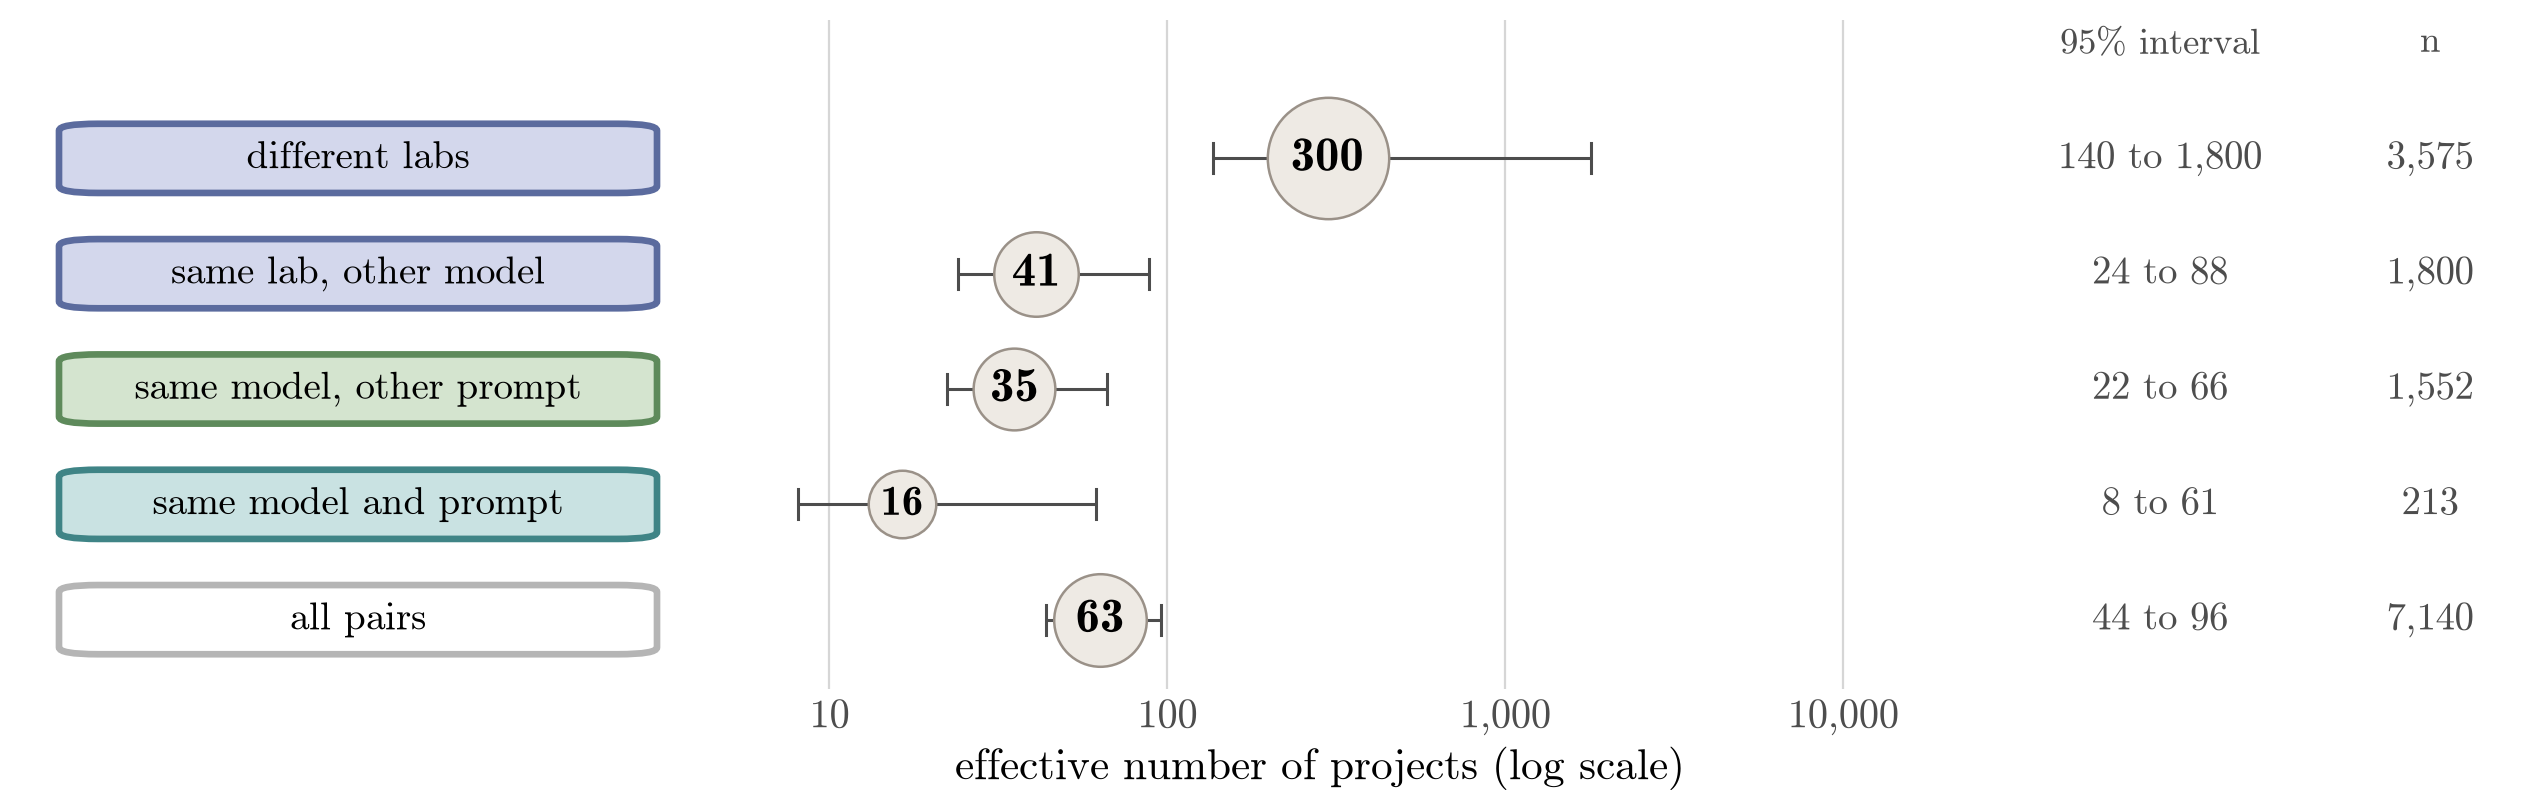 95% interval n
different labs 300 140 to 1,800 3,575
same lab, other model 41 24 to 88 1,800
same model, other prompt 35 22 to 66 1,552
same model and prompt 16 8 to 61 213
all pairs 63 44 to 96 7,140
10 100 1,000 10,000
effective number of projects (log scale)